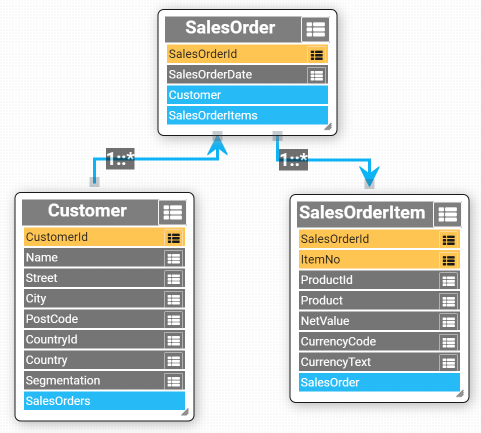 SalesOrder
SalesOrderId
SalesOrderDate
Customer
SalesOrderItems
1::*
1::*
Customer
CustomerId
Name
Street
City
PostCode
CountryId
Country
Segmentation
SalesOrders
SalesOrderItem
SalesOrderId
ItemNo
ProductId
Product
NetValue
CurrencyCode
CurrencyText
SalesOrder